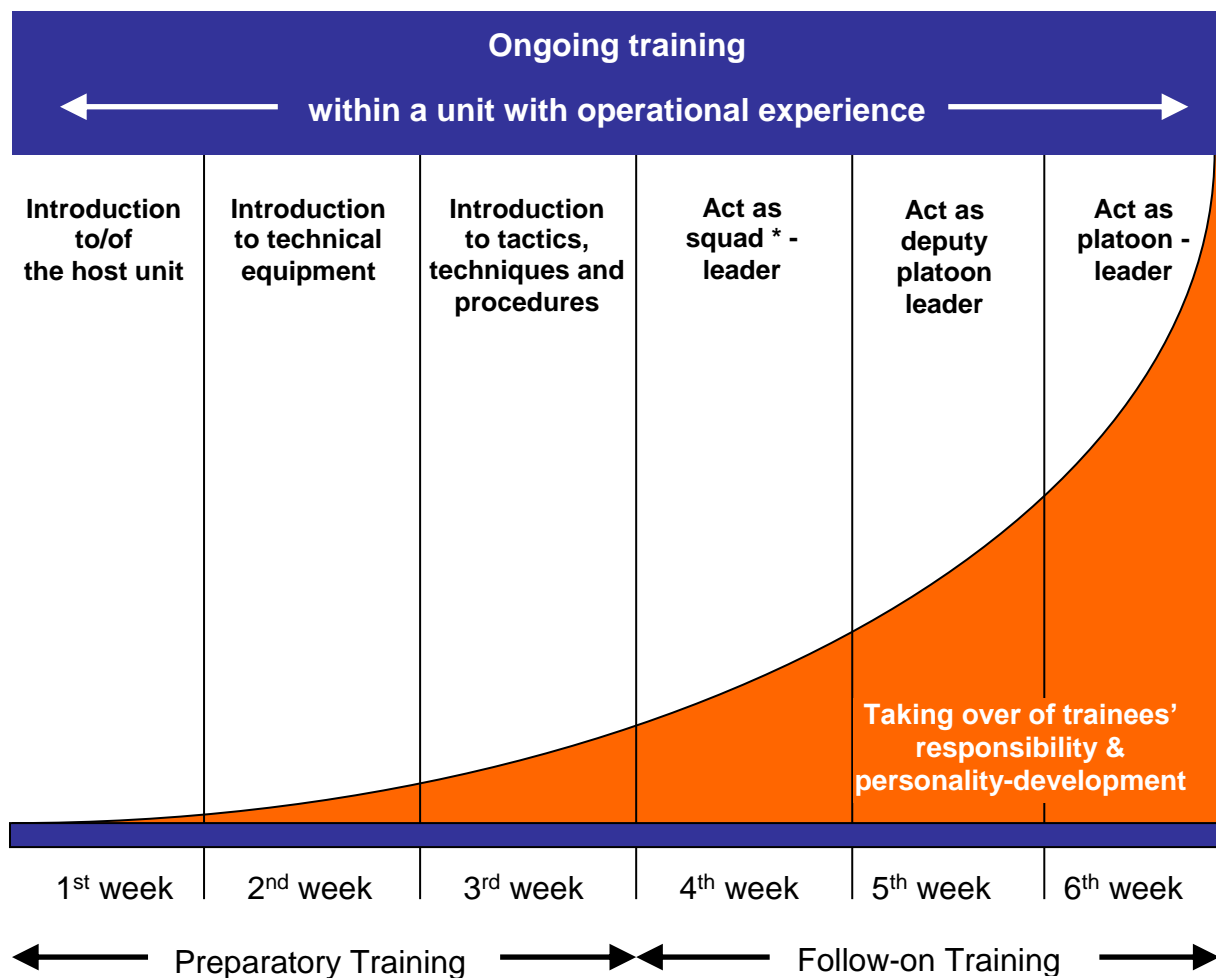 Ongoing training
within a unit with operational experience
Introduction
to/of
the host unit
Introduction
to technical
equipment
Introduction
to tactics,
techniques and
procedures
Act as
squad * -
leader
Act as
deputy
platoon
leader
Act as
platoon -
leader
Taking over of trainees’
responsibility &
personality-development
1st week
2nd week
3rd week
4th week
5th week
6th week
Preparatory Training
Follow-on Training